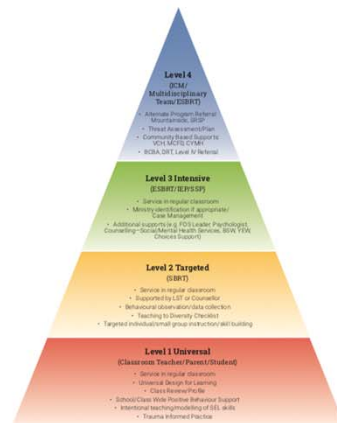 Level 4
(ICM/
Multidisciplinary
Team/ESBRT)
• Alternate Program Referral
Mountainside, SRSP
• Threat Assessment/Plan
• Community Based Supports
VCH, MCFD, CYMH
• BCBA, DRT, Level IV Referral
Level 3 Intensive
(ESBRT/IEP/SSP)
• Service in regular classroom
• Ministry identification if appropriate/
Case Management
• Additional supports (e.g. FOS Leader, Psychologist,
Counselling—Social/Mental Health Services, BSW, YEW,
Choices Support)
Level 2 Targeted
(SBRT)
• Service in regular classroom
• Supported by LST or Counsellor
• Behavioural observation/data collection
• Teaching to Diversity Checklist
• Targeted individual/small group instruction/skill building
Level 1 Universal
(Classroom Teacher/Parent/Student)
• Service in regular classroom
• Universal Design for Learning
• Class Review/Profile
• School/Class Wide Positive Behaviour Support
• Intentional teaching/modelling of SEL skills
• Trauma Informed Practice